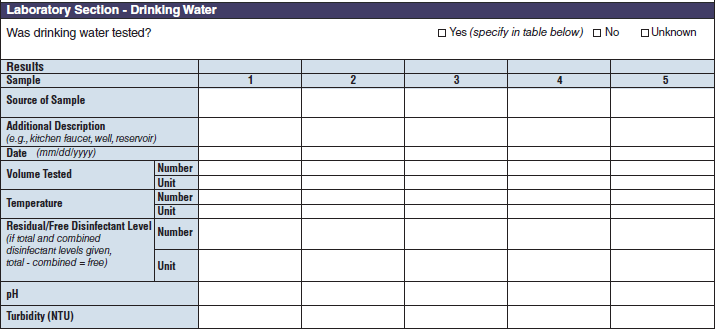 Laboratory Section - Drinking Water
Was drinking water tested? □ Yes (specify in table below) □ No □ Unknown
Results
Sample 1 2 3 4 5
Source of Sample
Additional Description
(e.g., kitchen faucet, well, reservoir)
Date (mm/dd/yyyy)
Volume Tested Number
Unit
Temperature Number
Unit
Residual/Free Disinfectant Level Number
(if total and combined
disinfectant levels given,
total - combined = free) Unit
pH
Turbidity (NTU)